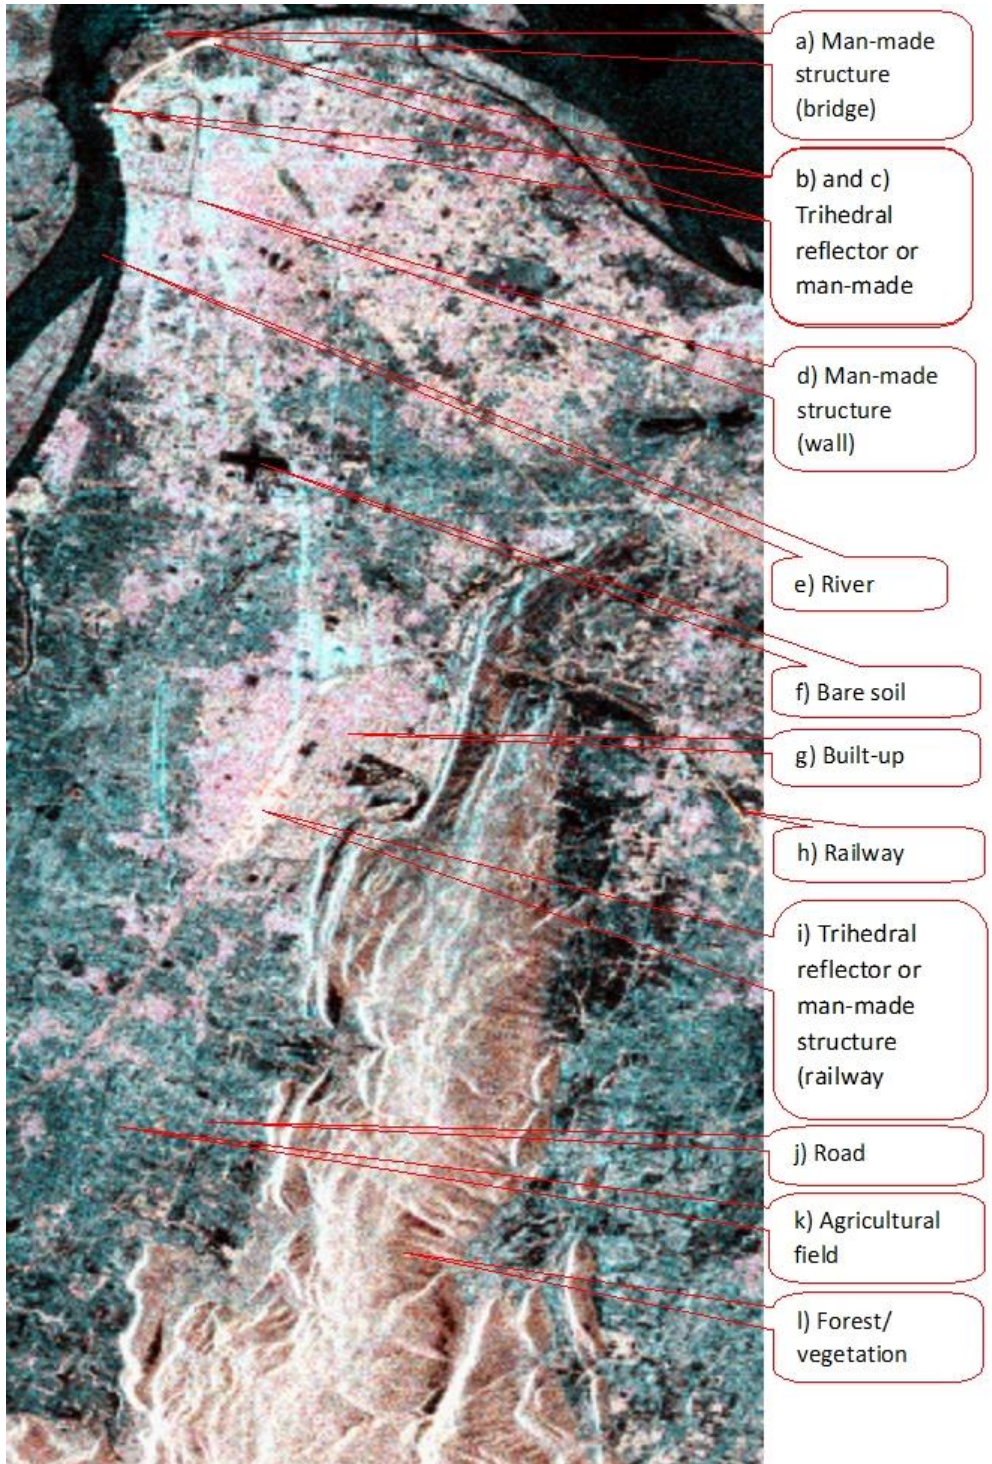 a) Man-made
structure
(bridge)
b) and c)
Trihedral
reflector or
man-made
d) Man-made
structure
(wall)
e) River
f) Bare soil
g) Built-up
h) Railway
i) Trihedral
reflector or
man-made
structure
(railway
j) Road
k) Agricultural
field
l) Forest/
vegetation